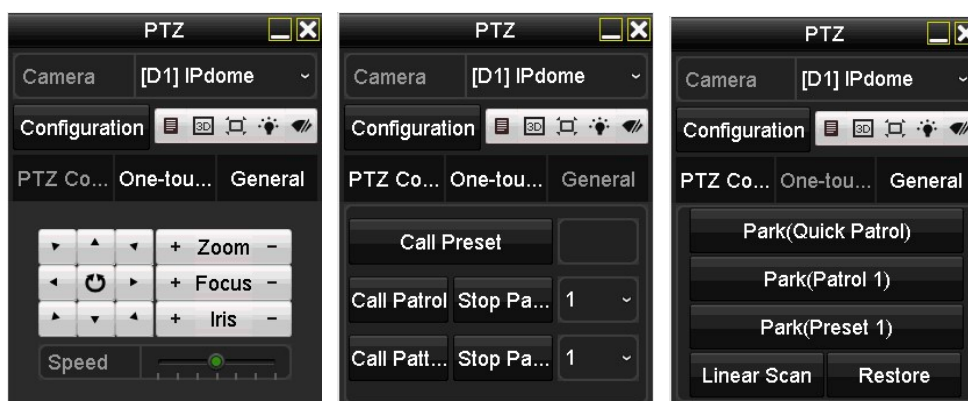 PTZ
Camera [D1] IPdome
Configuration 3D
PTZ Co... One-tou... General
+ Zoom -
+ Focus -
+ Iris -
Speed
PTZ
Camera [D1] IPdome
Configuration 3D
PTZ Co... One-tou... General
Call Preset
Call Patrol Stop Pa... 1
Call Patt... Stop Pa... 1
PTZ
Camera [D1] IPdome
Configuration 3D
PTZ Co... One-tou... General
Park(Quick Patrol)
Park(Patrol 1)
Park(Preset 1)
Linear Scan Restore